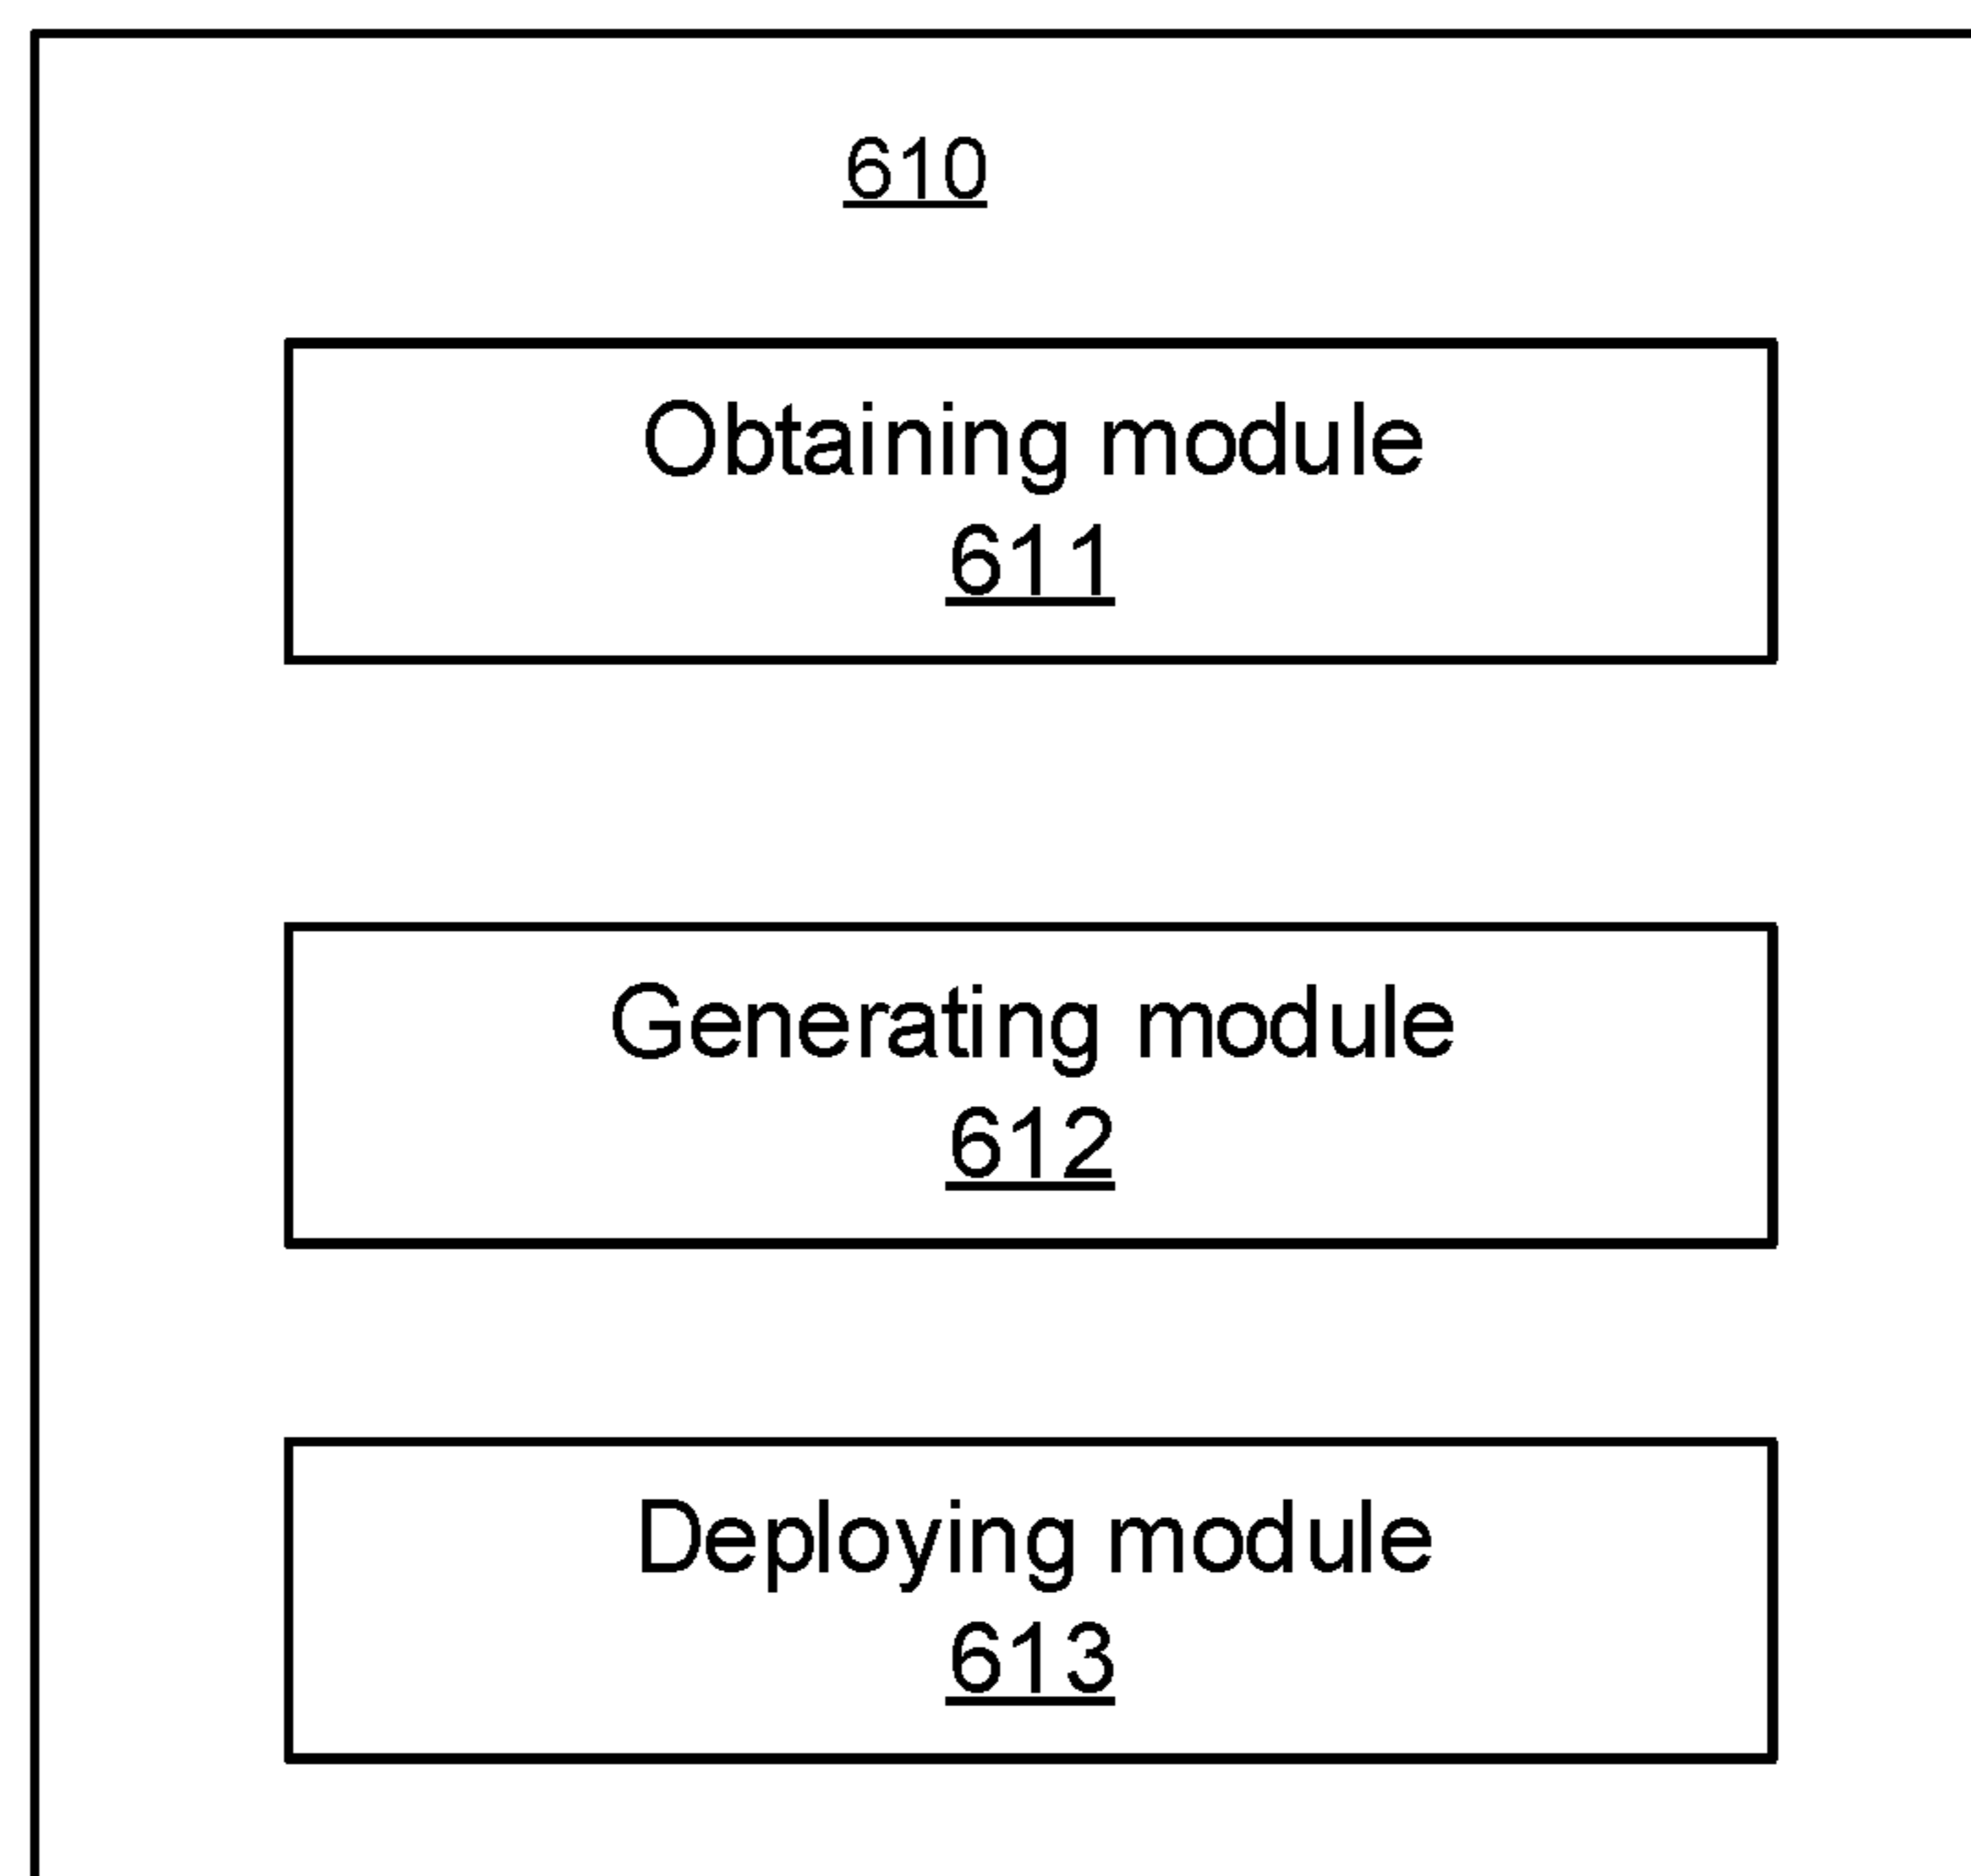 610
Obtaining module
611
Generating module
612
Deploying module
613